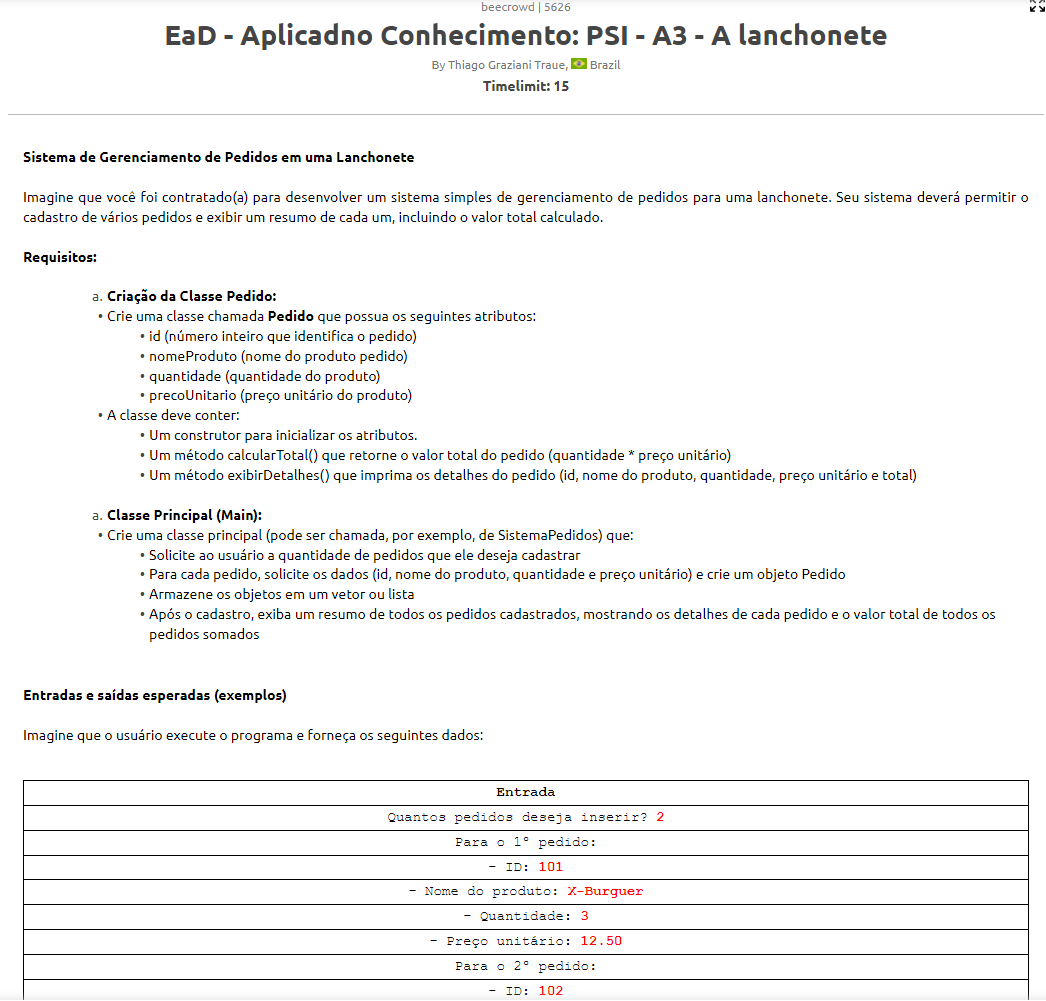 beecrowd | 5626
EaD - Aplicadno Conhecimento: PSI - A3 - A lanchonete
By Thiago Graziani Traue, Brazil
Timelimit: 15
Sistema de Gerenciamento de Pedidos em uma Lanchonete
Imagine que você foi contratado(a) para desenvolver um sistema simples de gerenciamento de pedidos para uma lanchonete. Seu sistema deverá permitir o
cadastro de vários pedidos e exibir um resumo de cada um, incluindo o valor total calculado.
Requisitos:
a. Criação da Classe Pedido:
• Crie uma classe chamada Pedido que possua os seguintes atributos:
• id (número inteiro que identifica o pedido)
• nomeProduto (nome do produto pedido)
• quantidade (quantidade do produto)
• precoUnitario (preço unitário do produto)
• A classe deve conter:
• Um construtor para inicializar os atributos.
• Um método calcularTotal() que retorne o valor total do pedido (quantidade * preço unitário)
• Um método exibirDetalhes() que imprima os detalhes do pedido (id, nome do produto, quantidade, preço unitário e total)
a. Classe Principal (Main):
• Crie uma classe principal (pode ser chamada, por exemplo, de SistemaPedidos) que:
• Solicite ao usuário a quantidade de pedidos que ele deseja cadastrar
• Para cada pedido, solicite os dados (id, nome do produto, quantidade e preço unitário) e crie um objeto Pedido
• Armazene os objetos em um vetor ou lista
• Após o cadastro, exiba um resumo de todos os pedidos cadastrados, mostrando os detalhes de cada pedido e o valor total de todos os
pedidos somados
Entradas e saídas esperadas (exemplos)
Imagine que o usuário execute o programa e forneça os seguintes dados:
Entrada
Quantos pedidos deseja inserir? 2
Para o 1º pedido:
- ID: 101
- Nome do produto: X-Burguer
- Quantidade: 3
- Preço unitário: 12.50
Para o 2º pedido:
- ID: 102